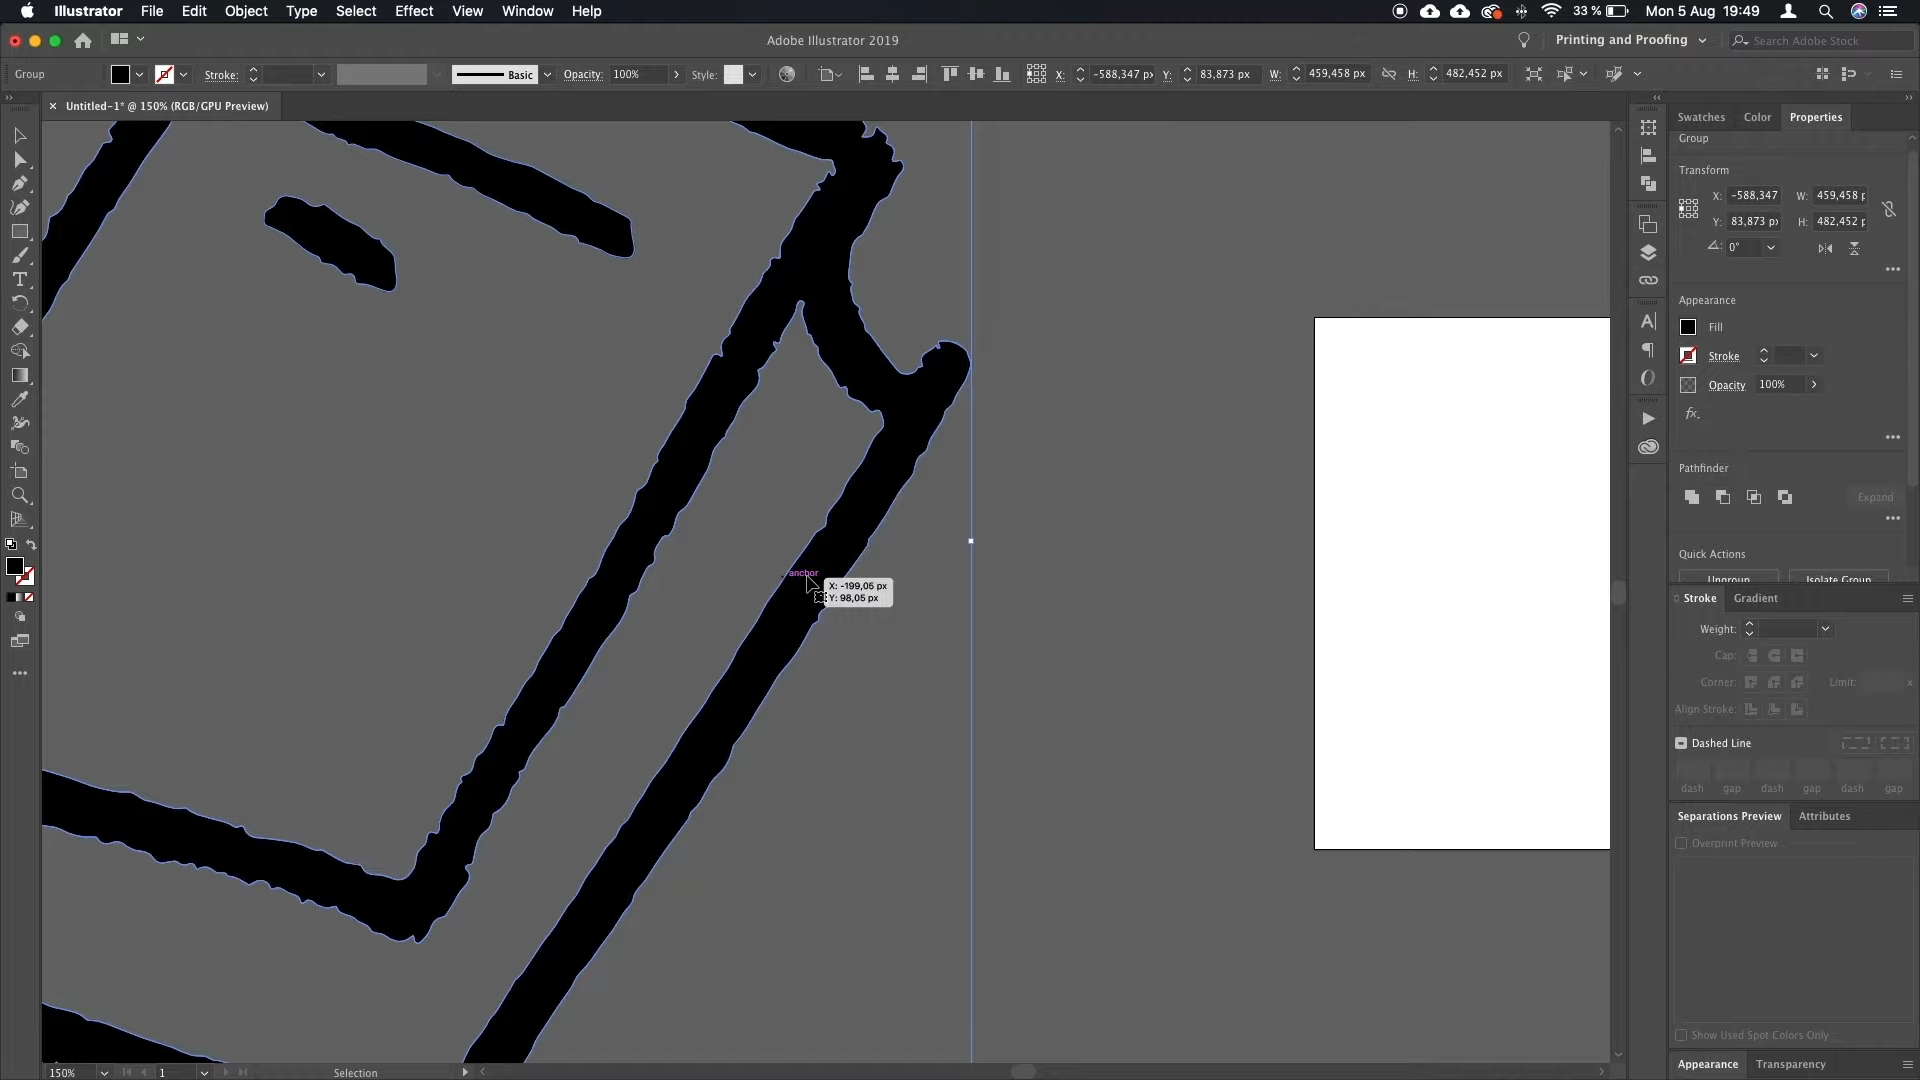 Illustrator File Edit Object Type Select Effect View Window Help 33 % Mon 5 Aug 19:49
Adobe Illustrator 2019 Printing and Proofing Search Adobe Stock
Group Stroke: Basic Opacity: 100% Style: X: -588,347 px Y: 83,873 px W: 459,458 px H: 482,452 px
Untitled-1* @ 150% (RGB/GPU Preview)
Swatches Color Properties
Group
Transform
X: -588,347 W: 459,458 p
Y: 83,873 px H: 482,452 p
0°
Appearance
Fill
Stroke
Opacity 100%
fx.
Pathfinder
Expand
Quick Actions
Ungroup Isolate Group
anchor
X: -199,05 px
Y: 98,05 px
Stroke Gradient
Weight:
Cap:
Corner: Limit: x
Align Stroke:
Dashed Line
dash gap dash gap dash gap
Separations Preview Attributes
Overprint Preview
Show Used Spot Colors Only
Appearance Transparency
150% 1 Selection